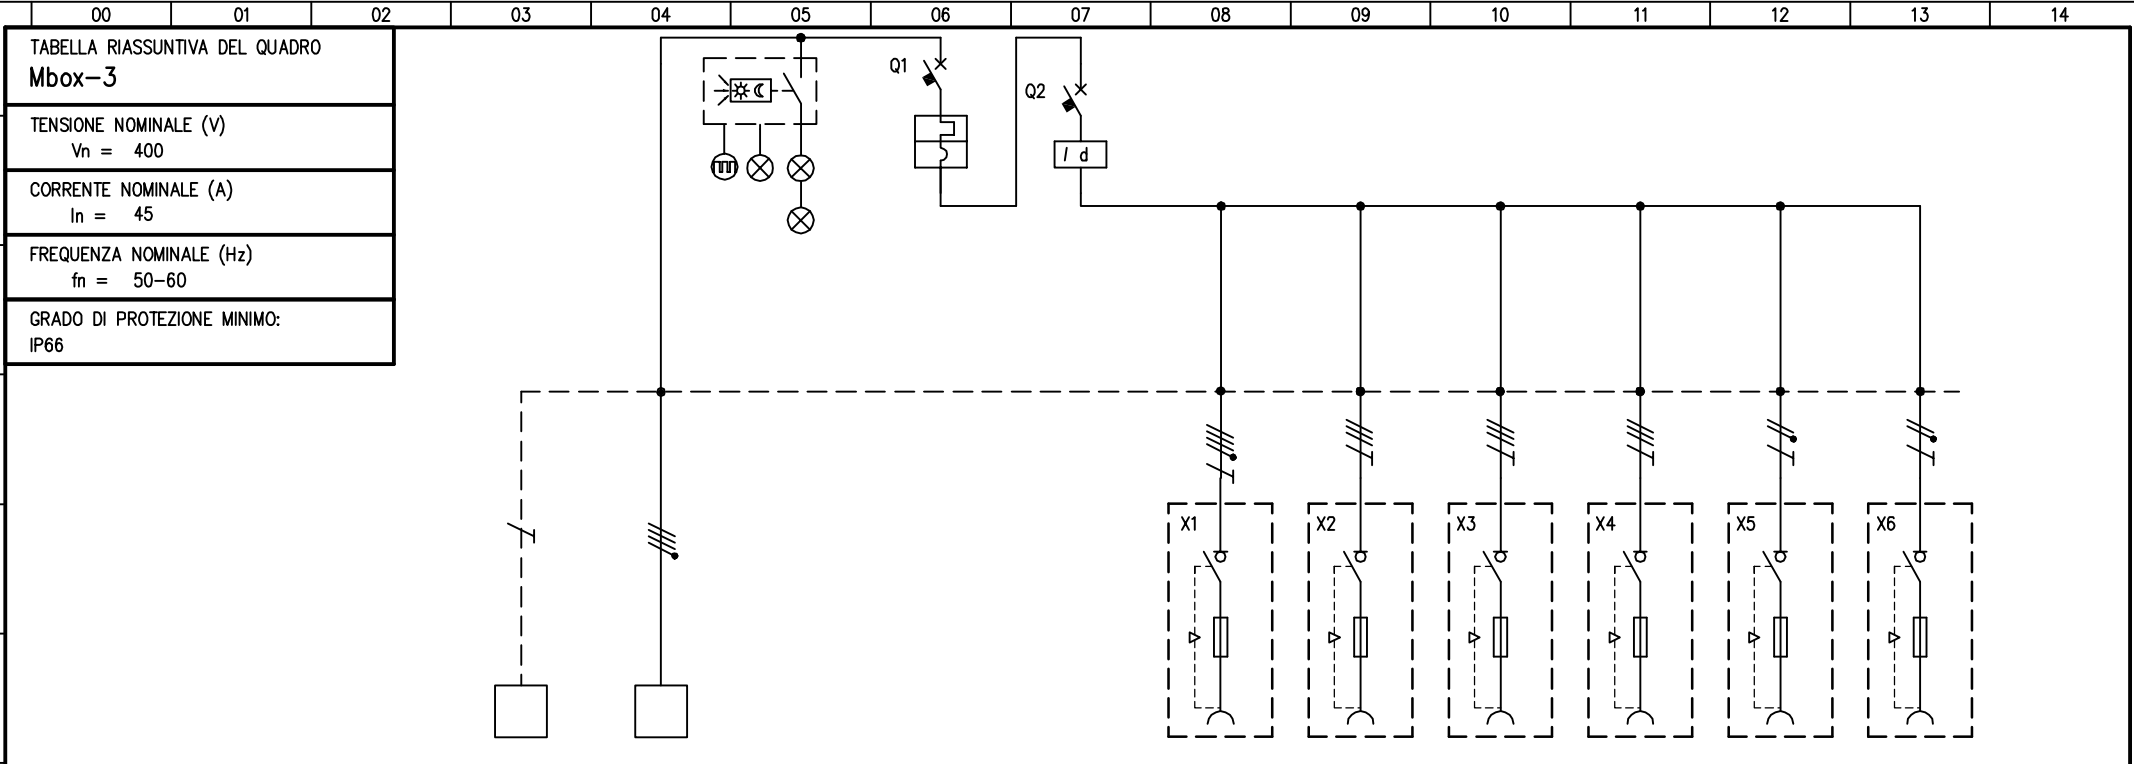 00 01 02 03 04 05 06 07 08 09 10 11 12 13 14
TABELLA RIASSUNTIVA DEL QUADRO
Mbox-3
TENSIONE NOMINALE (V)
Vn = 400
CORRENTE NOMINALE (A)
In = 45
FREQUENZA NOMINALE (Hz)
fn = 50-60
GRADO DI PROTEZIONE MINIMO:
IP66
Q1
Q2
I d
X1 X2 X3 X4 X5 X6